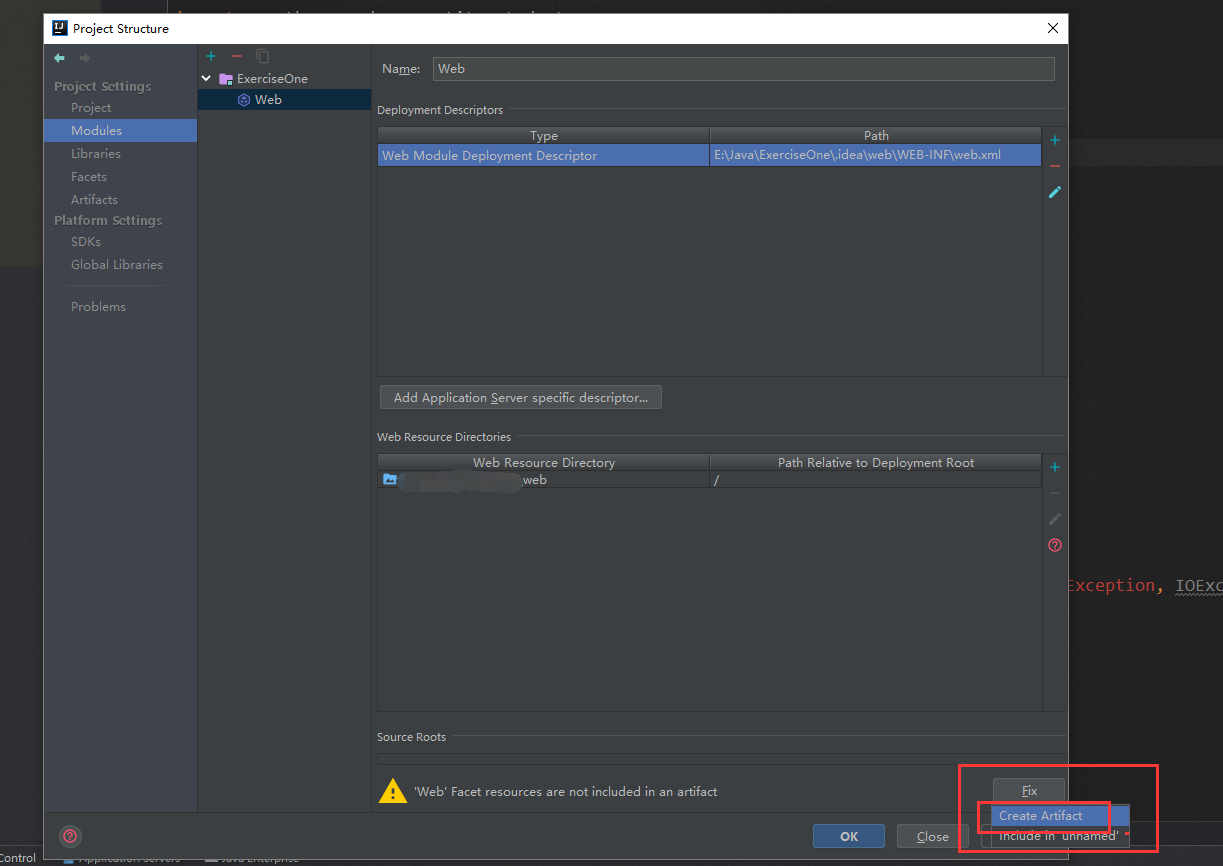 Project Structure
Project Settings
Project
Modules
Libraries
Facets
Artifacts
Platform Settings
SDKs
Global Libraries
Problems
ExerciseOne
Web
Name: Web
Deployment Descriptors
Type Path
Web Module Deployment Descriptor E:\Java\ExerciseOne\.idea\web\WEB-INF\web.xml
Add Application Server specific descriptor...
Web Resource Directories
Web Resource Directory Path Relative to Deployment Root
web /
Exception, IOExc
Source Roots
'Web' Facet resources are not included in an artifact
Fix
Create Artifact
Include in 'unnamed'
OK Close
Control Application Servers Java Enterprise